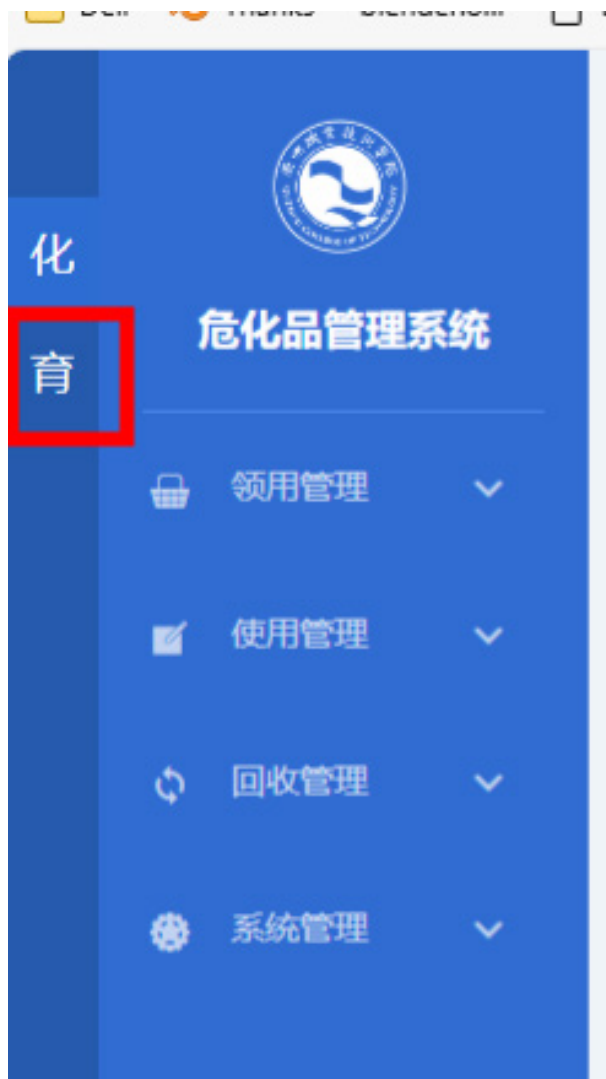 化
育
危化品管理系统
领用管理
使用管理
回收管理
系统管理